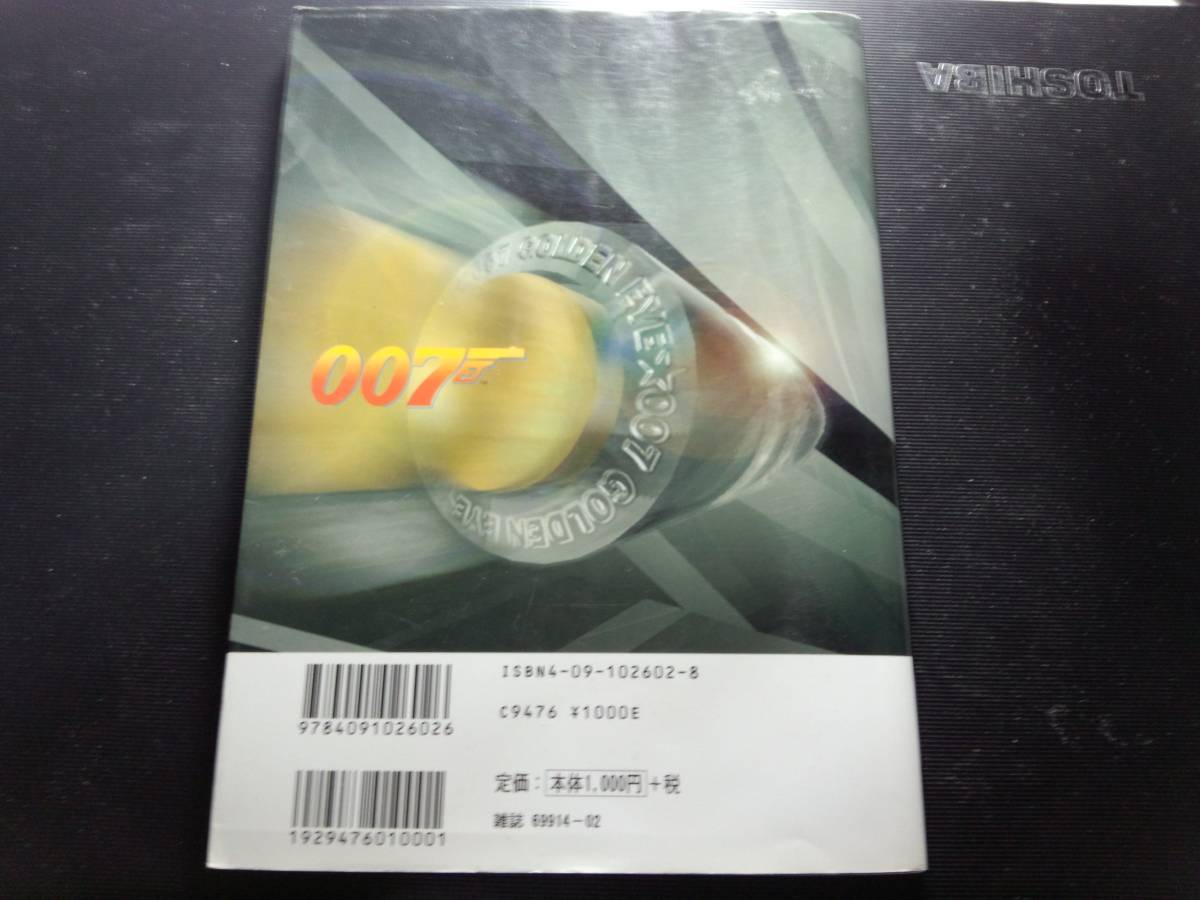 TOSHIBA
007 GOLDEN EYE☆007 GOLDEN EYE
007
TM
ISBN4-09-102602-8
C9476 ¥1000E
9784091026026
定価：本体1,000円＋税
雑誌 69914-02
1929476010001